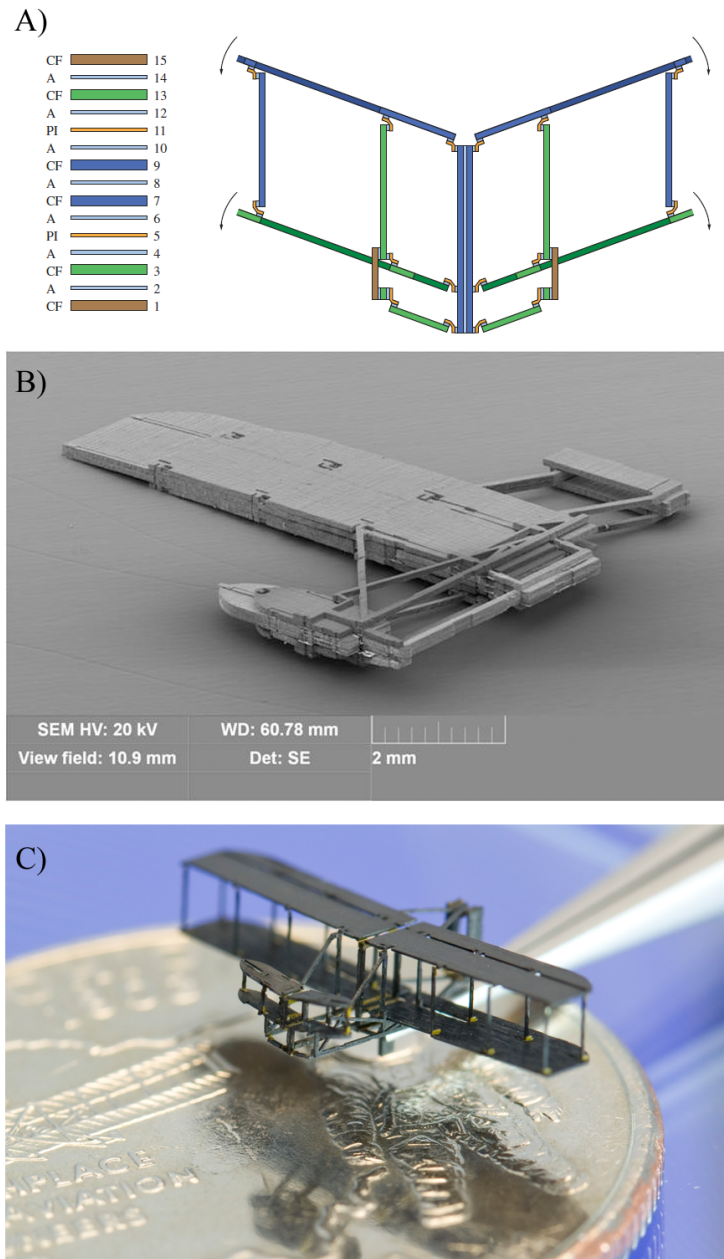 A)
CF 15
A 14
CF 13
A 12
PI 11
A 10
CF 9
A 8
CF 7
A 6
PI 5
A 4
CF 3
A 2
CF 1
B)
SEM HV: 20 kV WD: 60.78 mm
View field: 10.9 mm Det: SE 2 mm
C)
HPLACE
AVIATION
NEERS